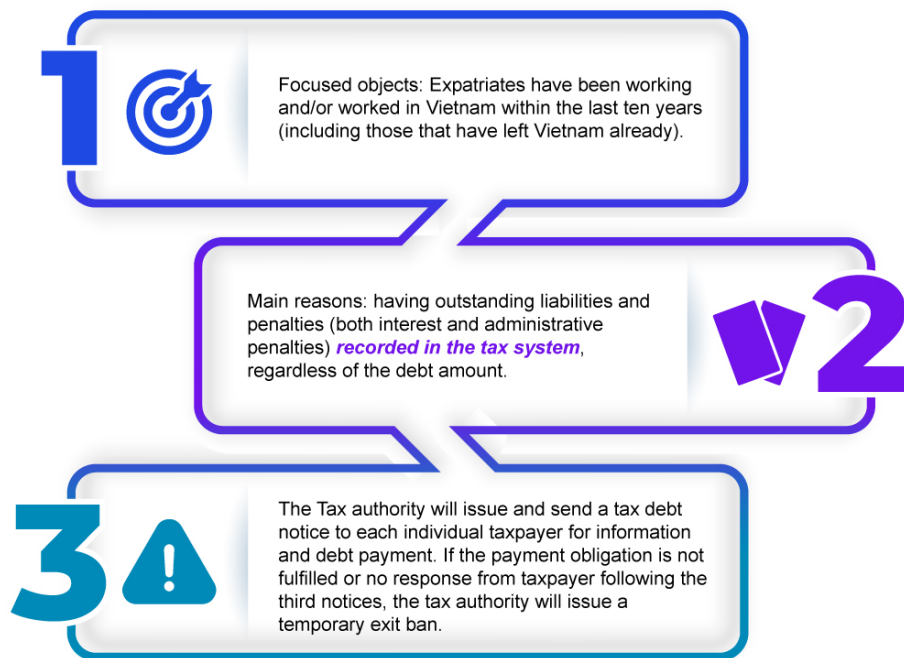 1
Focused objects: Expatriates have been working
and/or worked in Vietnam within the last ten years
(including those that have left Vietnam already).
Main reasons: having outstanding liabilities and
penalties (both interest and administrative
penalties) recorded in the tax system,
regardless of the debt amount.
2
3
The Tax authority will issue and send a tax debt
notice to each individual taxpayer for information
and debt payment. If the payment obligation is not
fulfilled or no response from taxpayer following the
third notices, the tax authority will issue a
temporary exit ban.